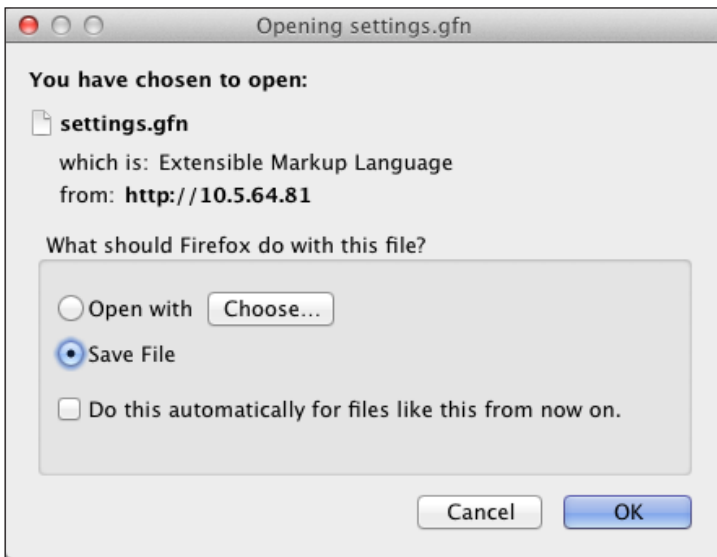 Opening settings.gfn
You have chosen to open:
settings.gfn
which is: Extensible Markup Language
from: http://10.5.64.81
What should Firefox do with this file?
Open with Choose...
Save File
Do this automatically for files like this from now on.
Cancel OK